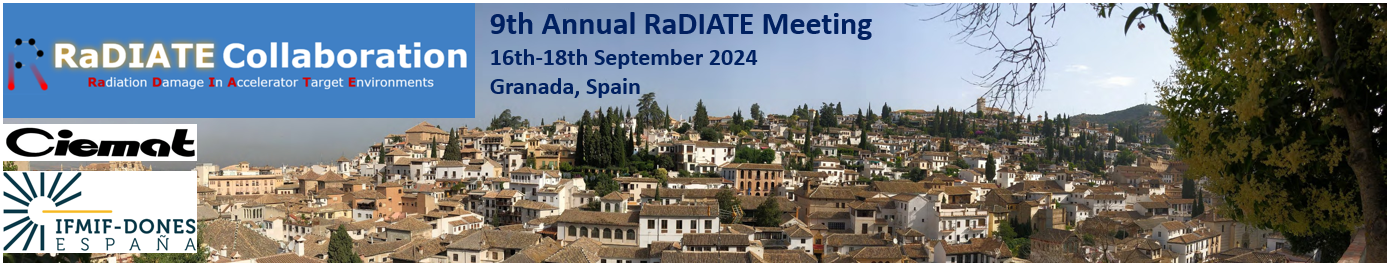 RaDIATE Collaboration
Radiation Damage In Accelerator Target Environments
9th Annual RaDIATE Meeting
16th-18th September 2024
Granada, Spain
Ciemat
IFMIF-DONES
ESPAÑA